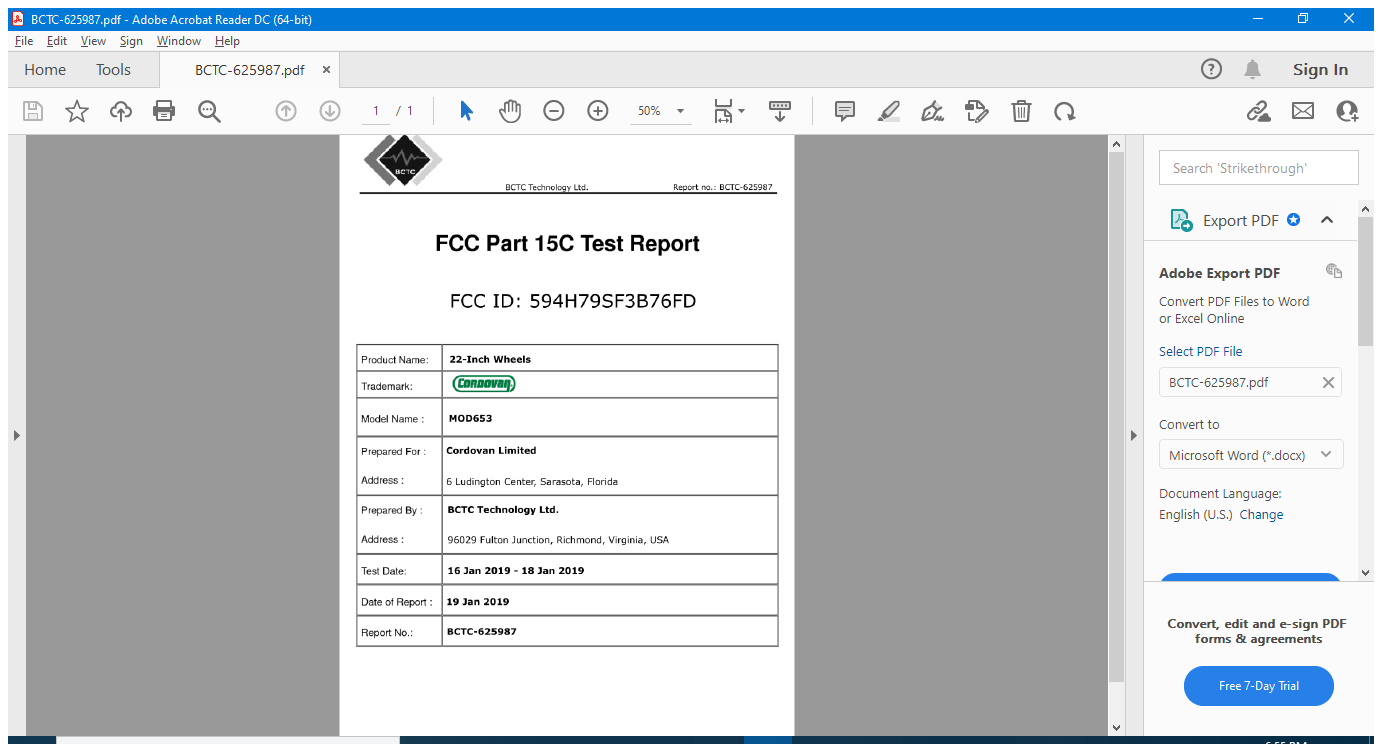 BCTC-625987.pdf - Adobe Acrobat Reader DC (64-bit)
File Edit View Sign Window Help
Home Tools BCTC-625987.pdf × Sign In
1 / 1 50%
BCTC
BCTC Technology Ltd. Report no.: BCTC-625987
FCC Part 15C Test Report
FCC ID: 594H79SF3B76FD
Product Name: 22-Inch Wheels
Trademark: Cordovan
Model Name : MOD653
Prepared For : Cordovan Limited
Address : 6 Ludington Center, Sarasota, Florida
Prepared By : BCTC Technology Ltd.
Address : 96029 Fulton Junction, Richmond, Virginia, USA
Test Date: 16 Jan 2019 - 18 Jan 2019
Date of Report : 19 Jan 2019
Report No.: BCTC-625987
Search 'Strikethrough'
Export PDF
Adobe Export PDF
Convert PDF Files to Word
or Excel Online
Select PDF File
BCTC-625987.pdf
Convert to
Microsoft Word (*.docx)
Document Language:
English (U.S.) Change
Convert, edit and e-sign PDF
forms & agreements
Free 7-Day Trial